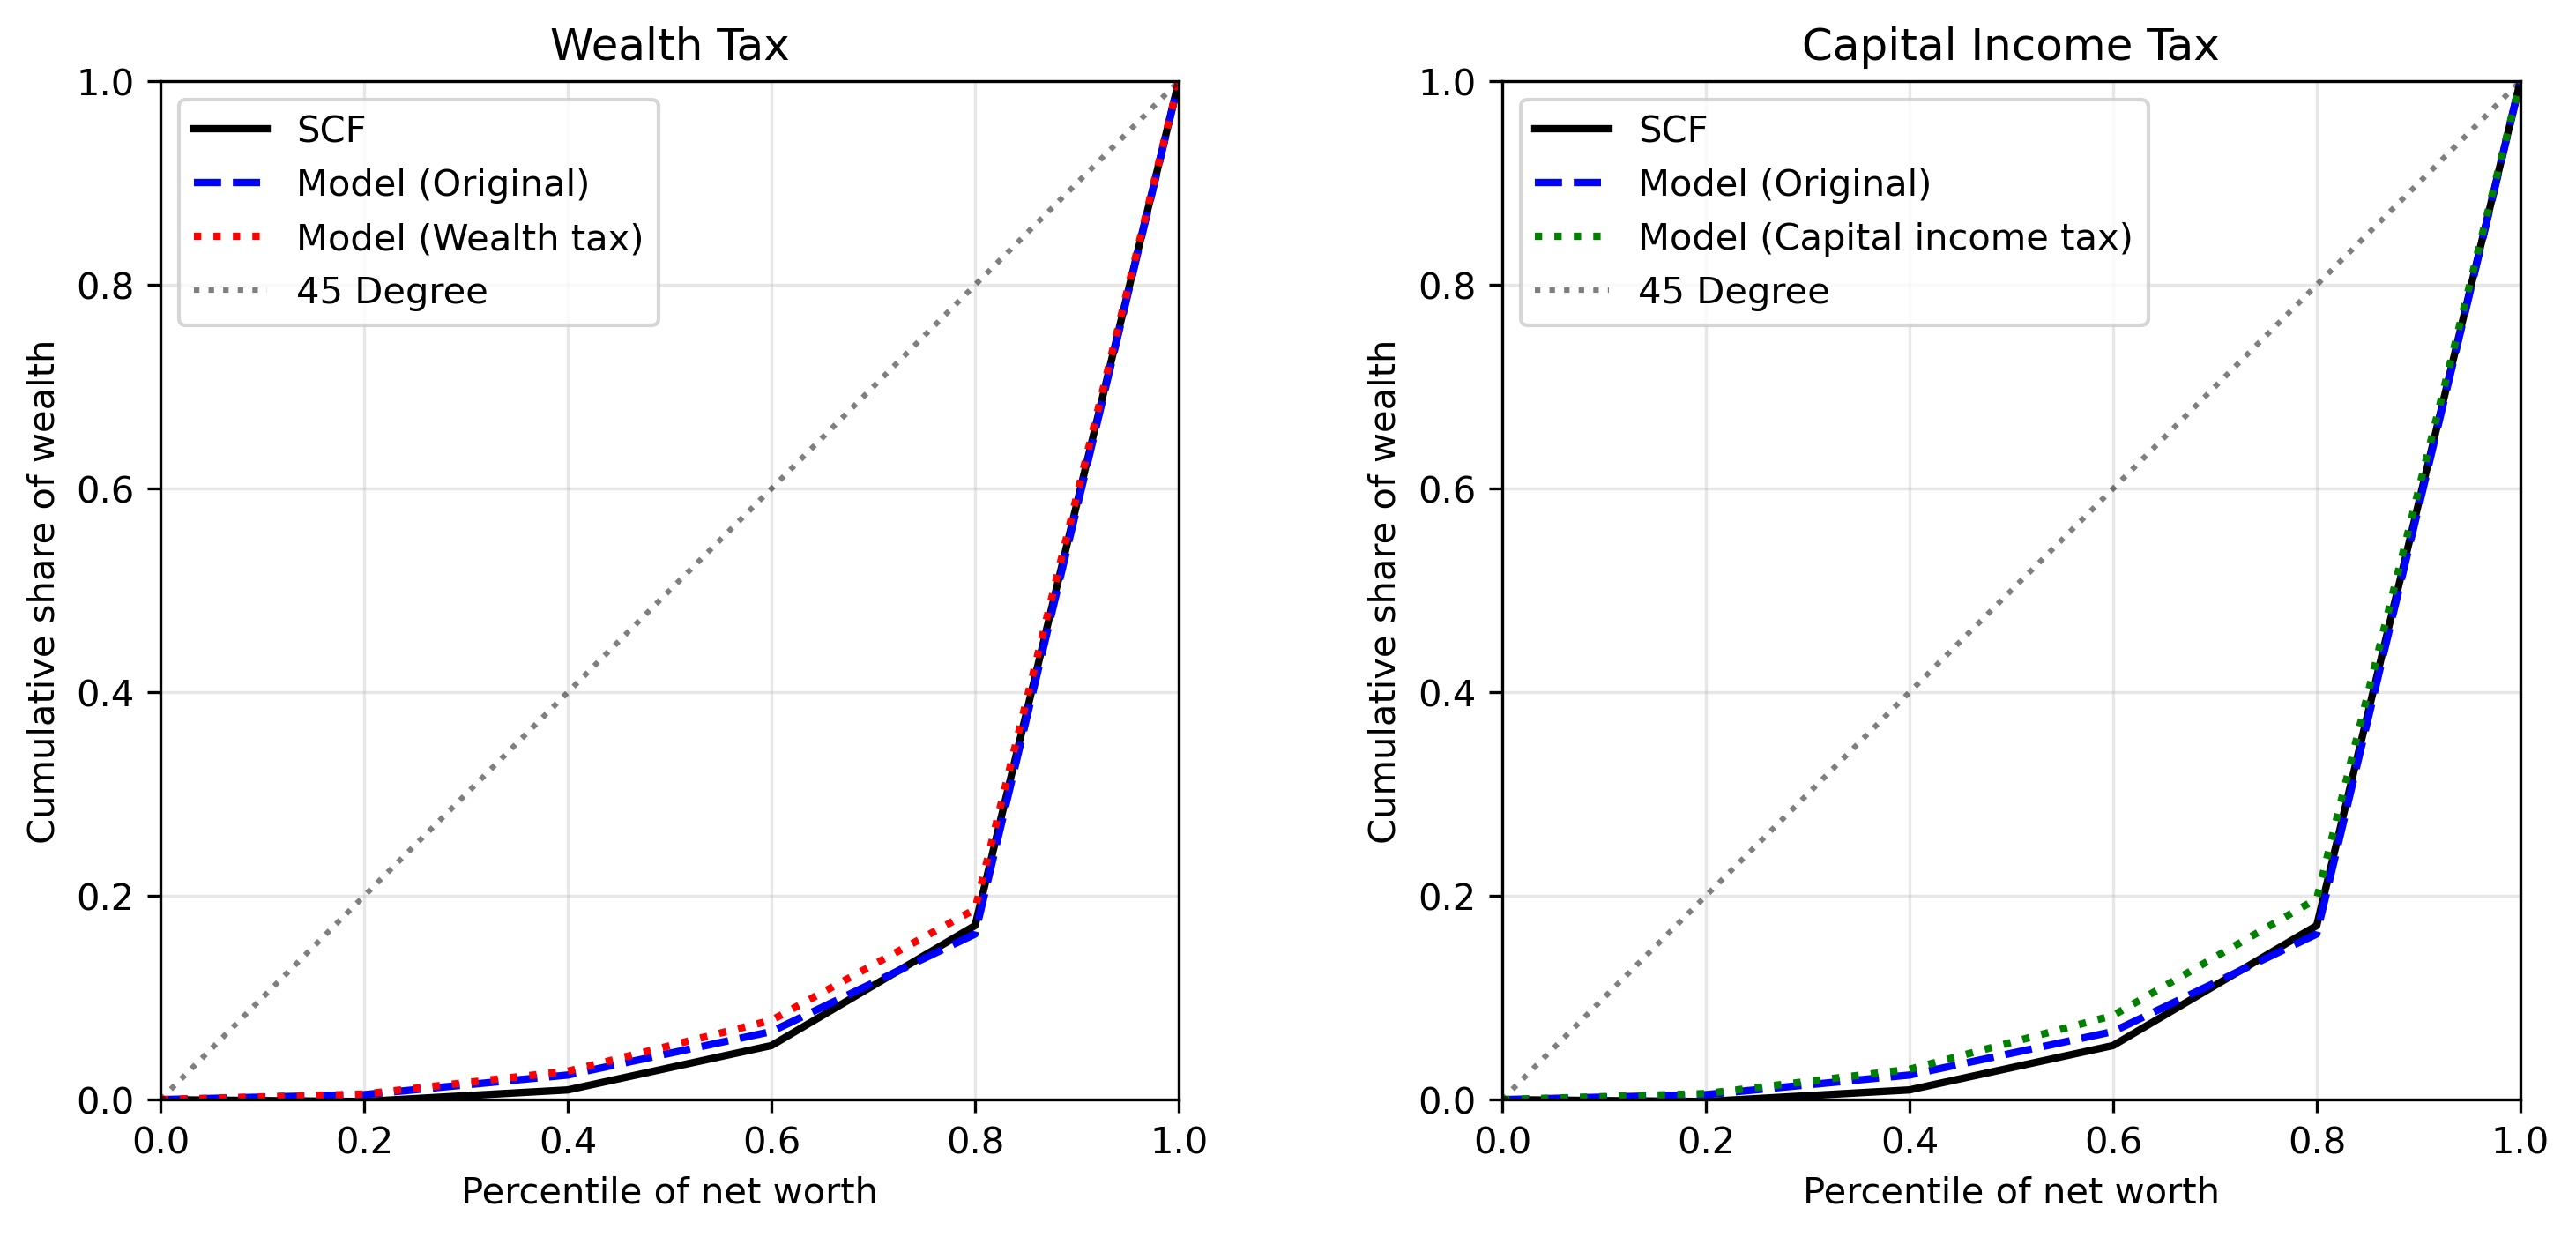 Wealth Tax
1.0
0.8
0.6
0.4
0.2
0.0
Cumulative share of wealth
SCF
Model (Original)
Model (Wealth tax)
45 Degree
0.0 0.2 0.4 0.6 0.8 1.0
Percentile of net worth
Capital Income Tax
1.0
0.8
0.6
0.4
0.2
0.0
Cumulative share of wealth
SCF
Model (Original)
Model (Capital income tax)
45 Degree
0.0 0.2 0.4 0.6 0.8 1.0
Percentile of net worth